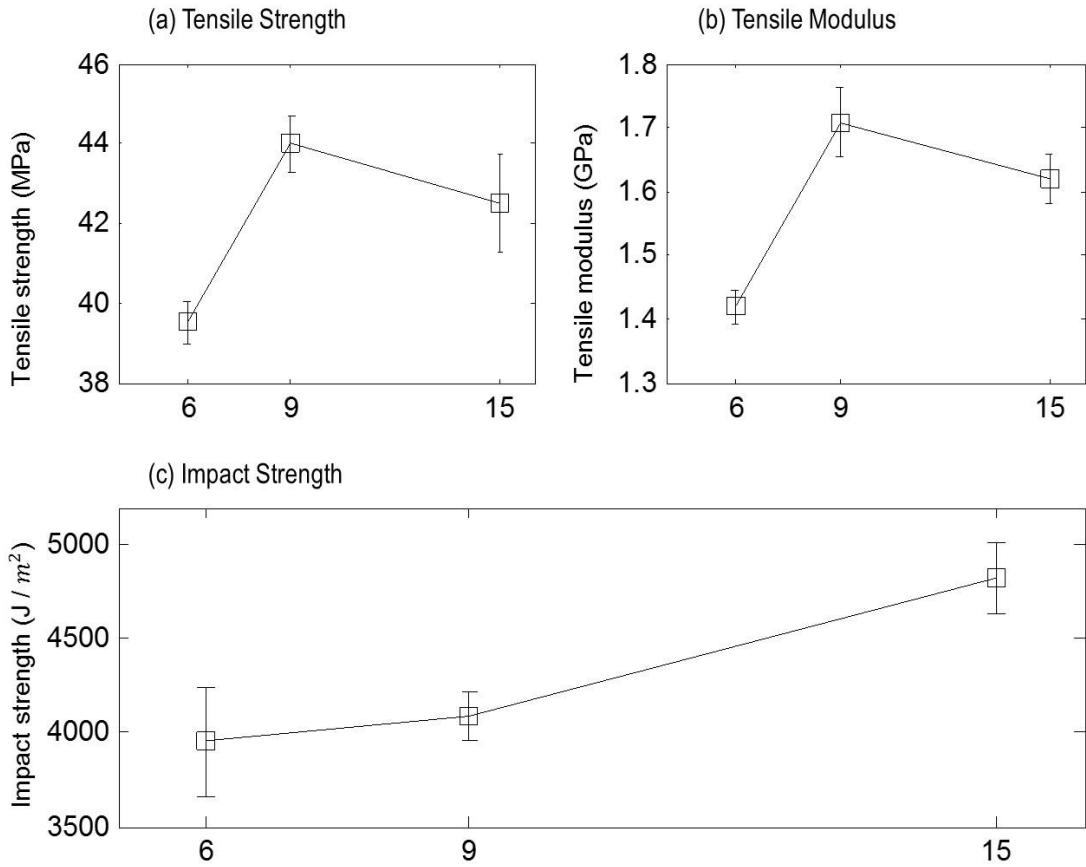 (a) Tensile Strength
46
44
42
40
38
Tensile strength (MPa)
6 9 15
(b) Tensile Modulus
1.8
1.7
1.6
1.5
1.4
1.3
Tensile modulus (GPa)
6 9 15
(c) Impact Strength
5000
4500
4000
3500
Impact strength (J / m²)
6 9 15